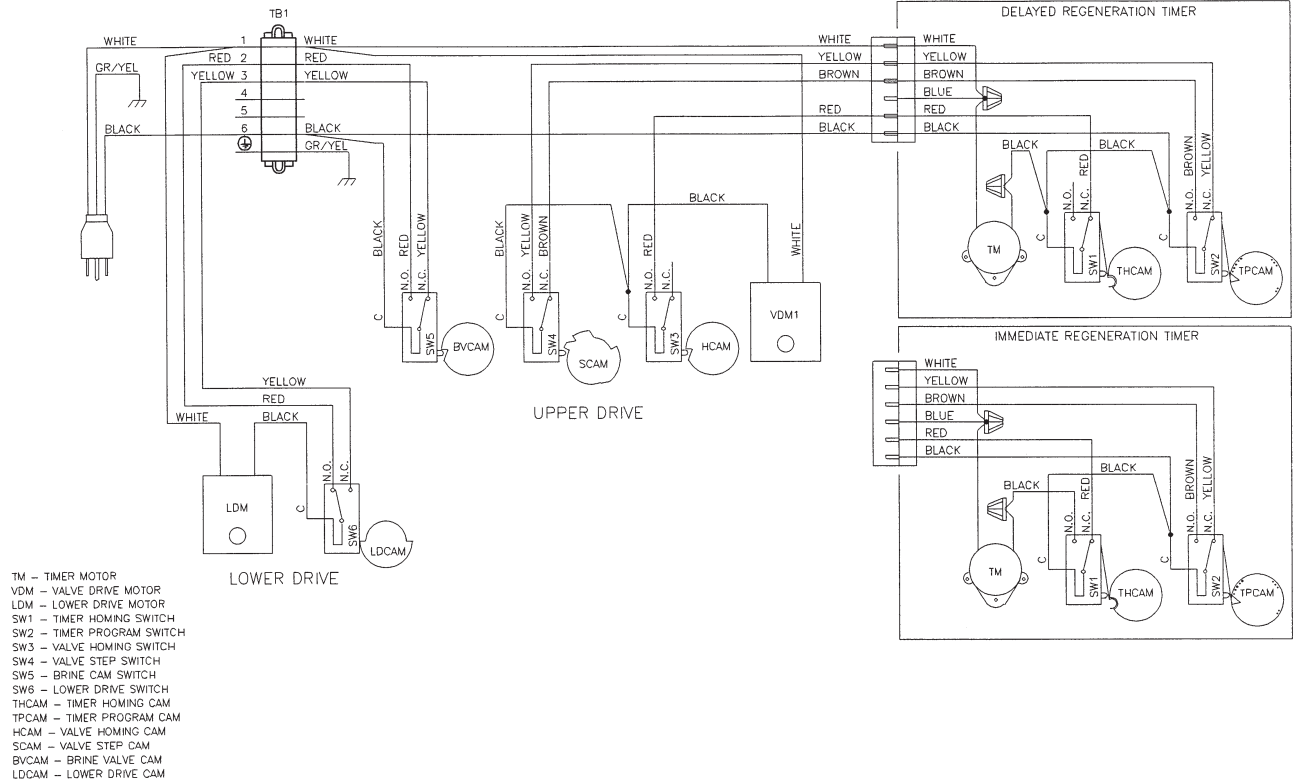 DELAYED REGENERATION TIMER
TB1
WHITE
1
WHITE
WHITE
WHITE
RED
2
RED
YELLOW
YELLOW
GR/YEL
YELLOW
3
YELLOW
BROWN
BROWN
4
BLUE
5
RED
RED
BLACK
6
BLACK
BLACK
BLACK
GR/YEL
BLACK
BLACK
RED
BROWN
YELLOW
N.O.
N.C.
N.O.
N.C.
C
C
TM
SW1
THCAM
SW2
TPCAM
BLACK
BLACK
RED
YELLOW
BLACK
YELLOW
BROWN
RED
WHITE
N.O.
N.C.
N.O.
N.C.
N.O.
N.C.
C
C
C
SW5
BVCAM
SW4
SCAM
SW3
HCAM
VDM1
UPPER DRIVE
IMMEDIATE REGENERATION TIMER
WHITE
YELLOW
BROWN
BLUE
RED
BLACK
BLACK
BLACK
RED
BROWN
YELLOW
N.O.
N.C.
N.O.
N.C.
C
C
TM
SW1
THCAM
SW2
TPCAM
YELLOW
RED
WHITE
BLACK
N.O.
N.C.
C
LDM
SW6
LDCAM
LOWER DRIVE
TM – TIMER MOTOR
VDM – VALVE DRIVE MOTOR
LDM – LOWER DRIVE MOTOR
SW1 – TIMER HOMING SWITCH
SW2 – TIMER PROGRAM SWITCH
SW3 – VALVE HOMING SWITCH
SW4 – VALVE STEP SWITCH
SW5 – BRINE CAM SWITCH
SW6 – LOWER DRIVE SWITCH
THCAM – TIMER HOMING CAM
TPCAM – TIMER PROGRAM CAM
HCAM – VALVE HOMING CAM
SCAM – VALVE STEP CAM
BVCAM – BRINE VALVE CAM
LDCAM – LOWER DRIVE CAM